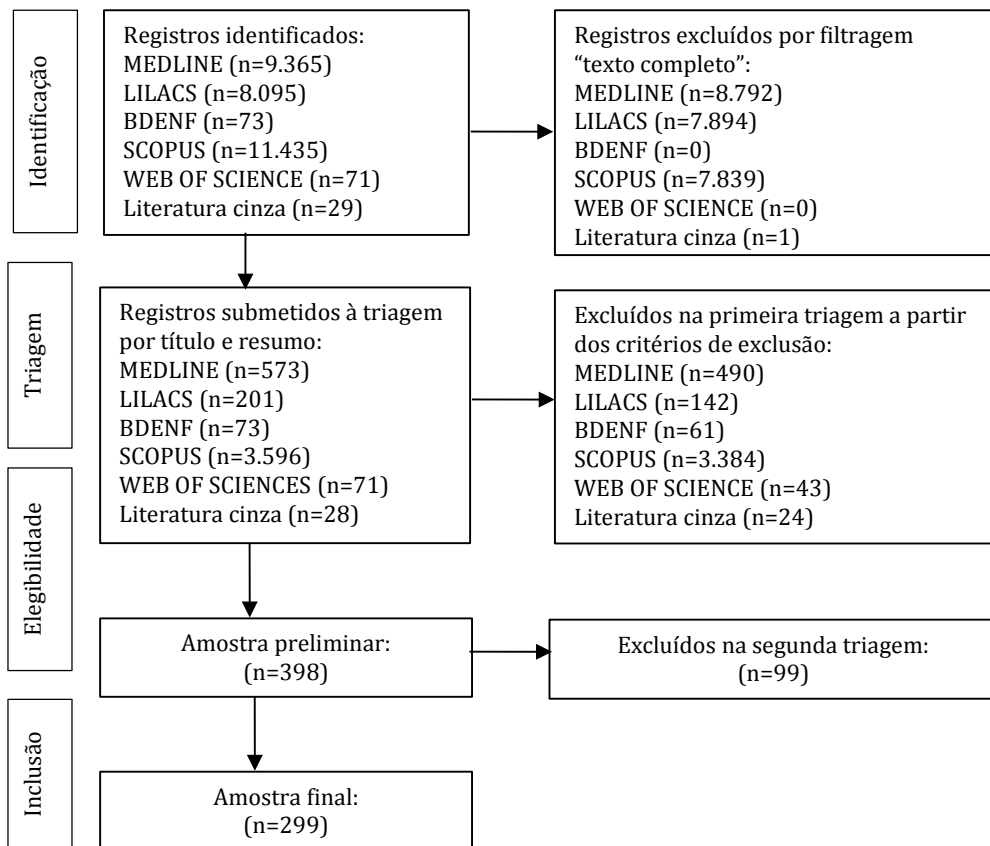 Identificação
Registros identificados:
MEDLINE (n=9.365)
LILACS (n=8.095)
BDENF (n=73)
SCOPUS (n=11.435)
WEB OF SCIENCE (n=71)
Literatura cinza (n=29)
Registros excluídos por filtragem
“texto completo”:
MEDLINE (n=8.792)
LILACS (n=7.894)
BDENF (n=0)
SCOPUS (n=7.839)
WEB OF SCIENCE (n=0)
Literatura cinza (n=1)
Triagem
Registros submetidos à triagem
por título e resumo:
MEDLINE (n=573)
LILACS (n=201)
BDENF (n=73)
SCOPUS (n=3.596)
WEB OF SCIENCES (n=71)
Literatura cinza (n=28)
Excluídos na primeira triagem a partir
dos critérios de exclusão:
MEDLINE (n=490)
LILACS (n=142)
BDENF (n=61)
SCOPUS (n=3.384)
WEB OF SCIENCE (n=43)
Literatura cinza (n=24)
Elegibilidade
Amostra preliminar:
(n=398)
Excluídos na segunda triagem:
(n=99)
Inclusão
Amostra final:
(n=299)